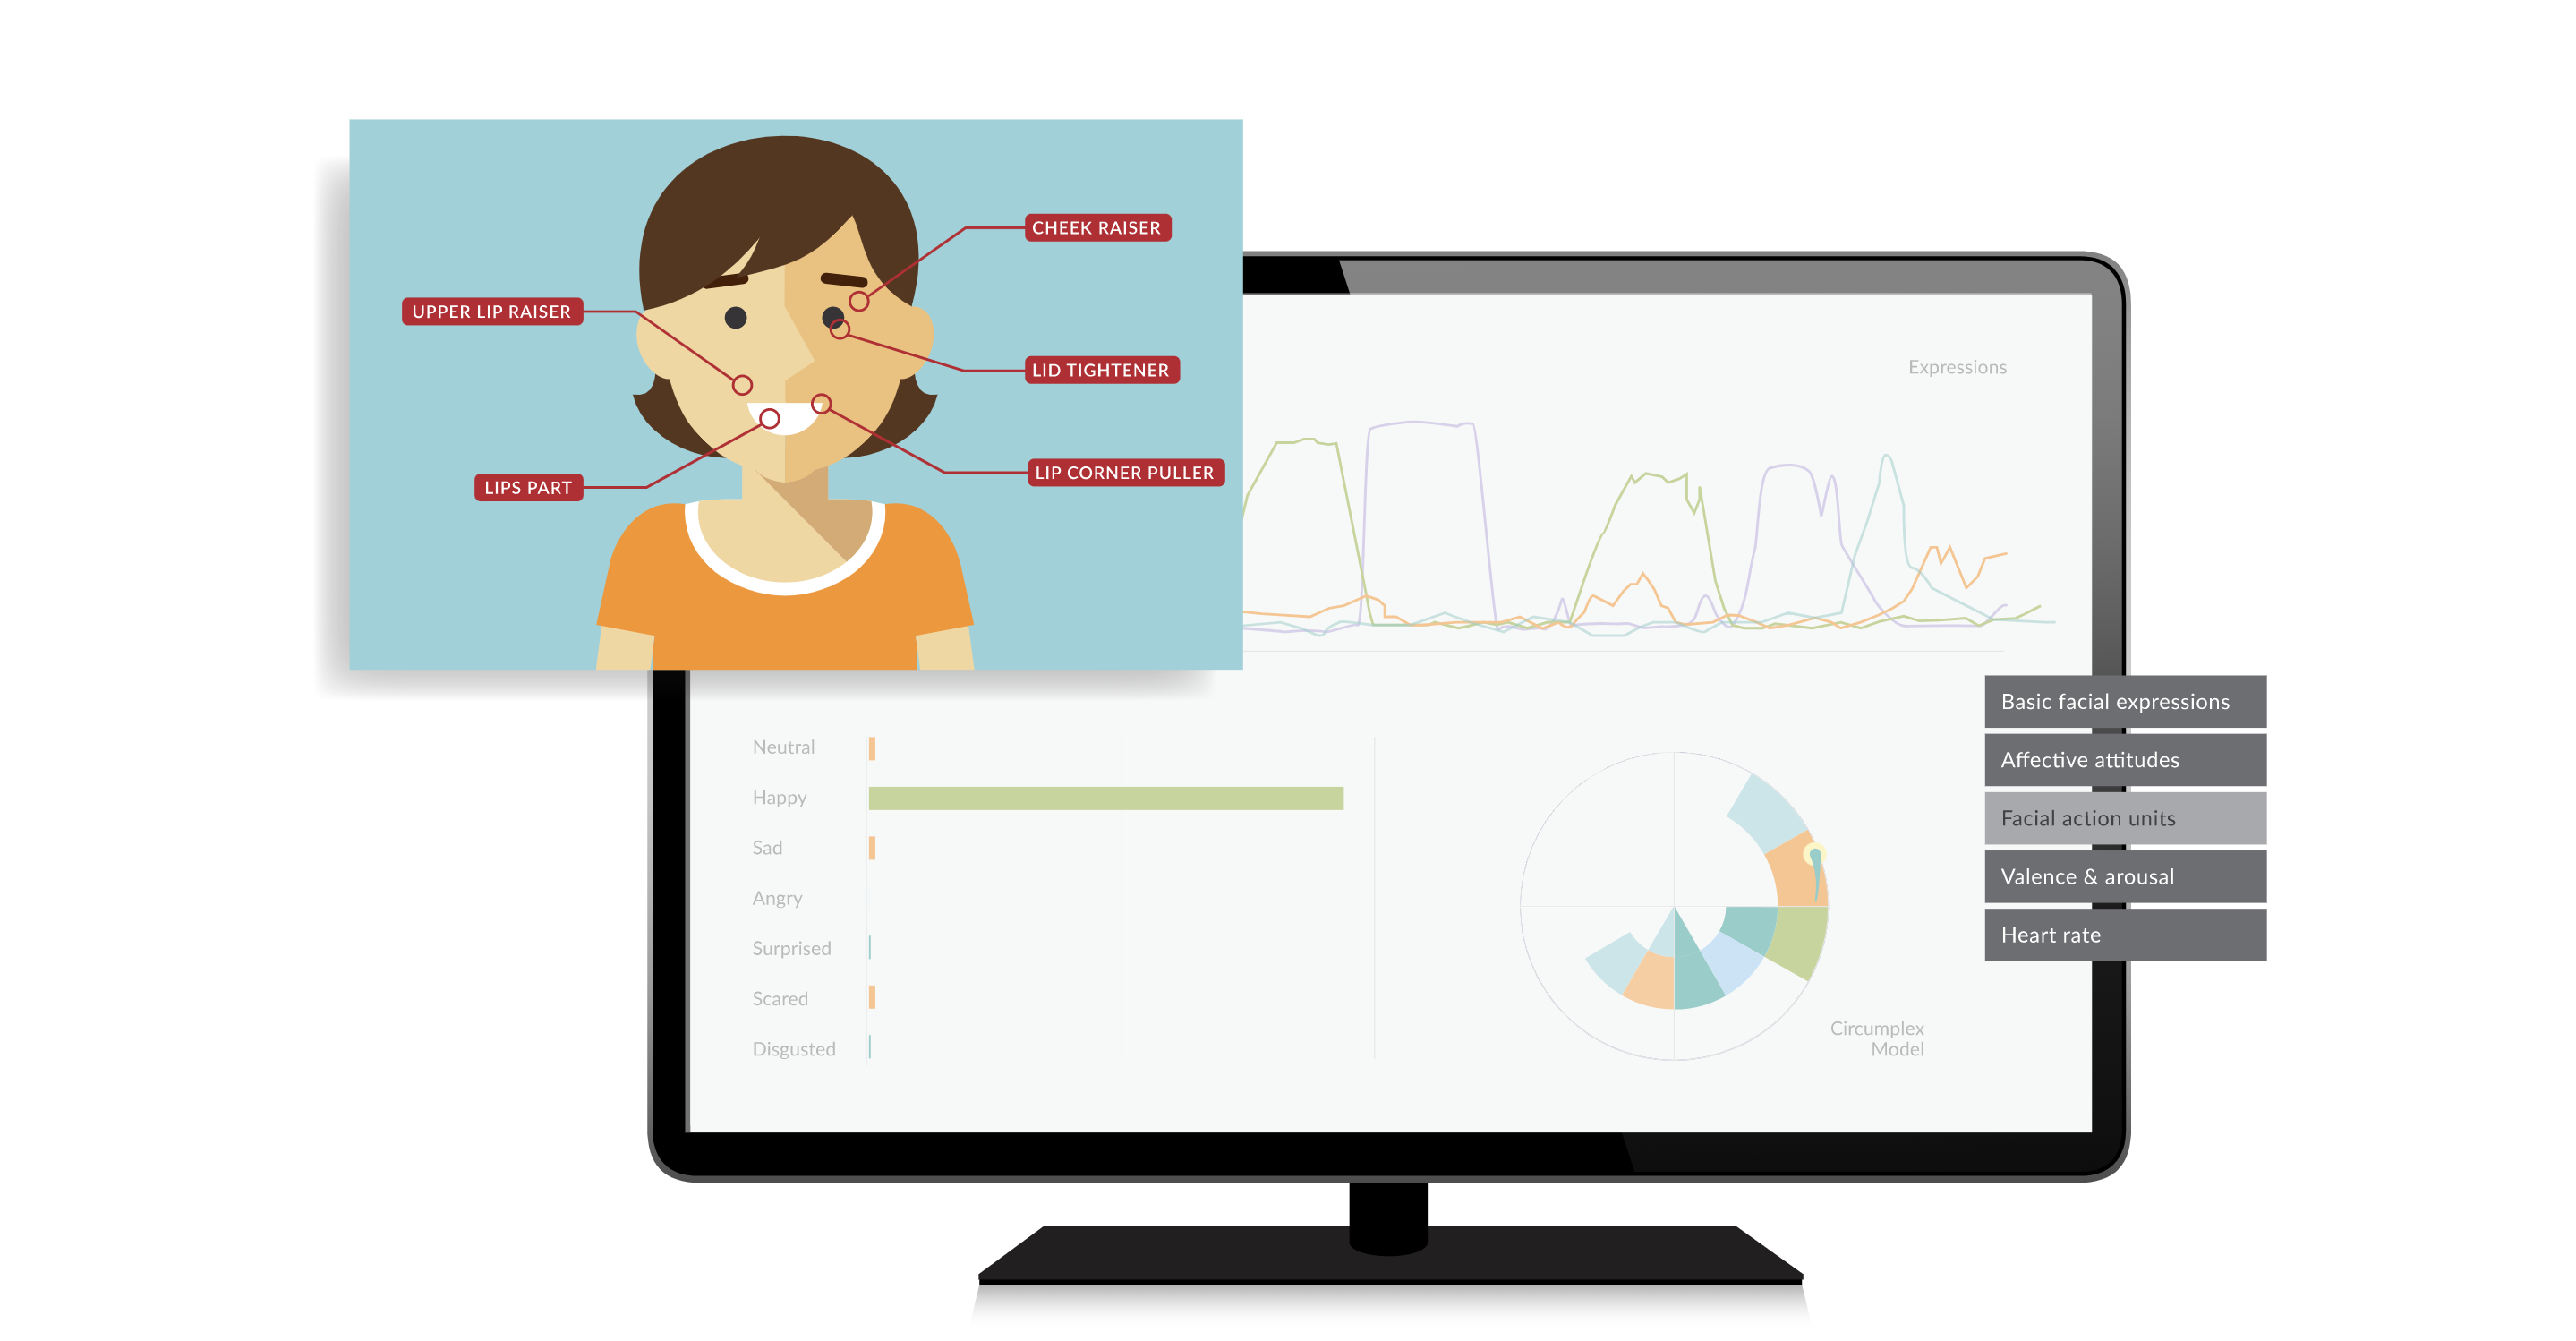 CHEEK RAISER
UPPER LIP RAISER
LID TIGHTENER
LIP CORNER PULLER
LIPS PART
Expressions
Neutral
Happy
Sad
Angry
Surprised
Scared
Disgusted
Circumplex
Model
Basic facial expressions
Affective attitudes
Facial action units
Valence & arousal
Heart rate